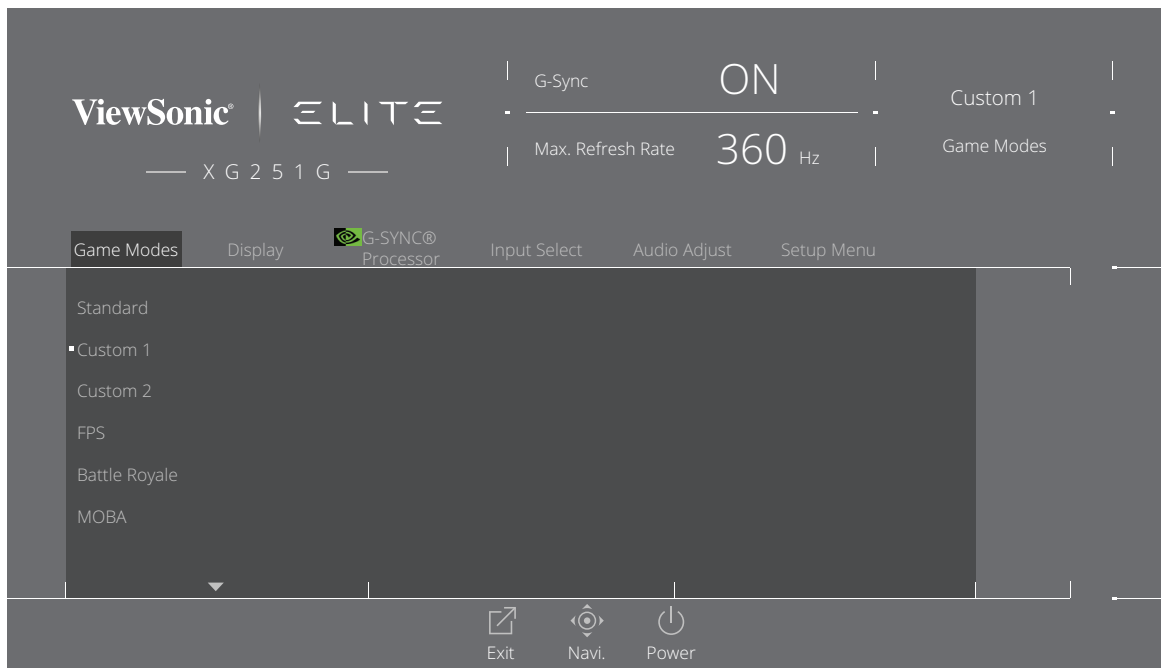 ViewSonic® ELITE
XG251G
G-Sync ON
Max. Refresh Rate 360 Hz
Custom 1
Game Modes
Game Modes
Display
G-SYNC®
Processor
Input Select
Audio Adjust
Setup Menu
Standard
Custom 1
Custom 2
FPS
Battle Royale
MOBA
Exit
Navi.
Power